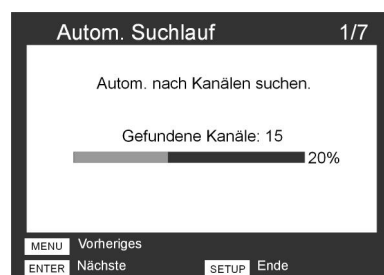 Autom. Suchlauf 1/7
Autom. nach Kanälen suchen.
Gefundene Kanäle: 15
20%
MENU Vorheriges
ENTER Nächste SETUP Ende